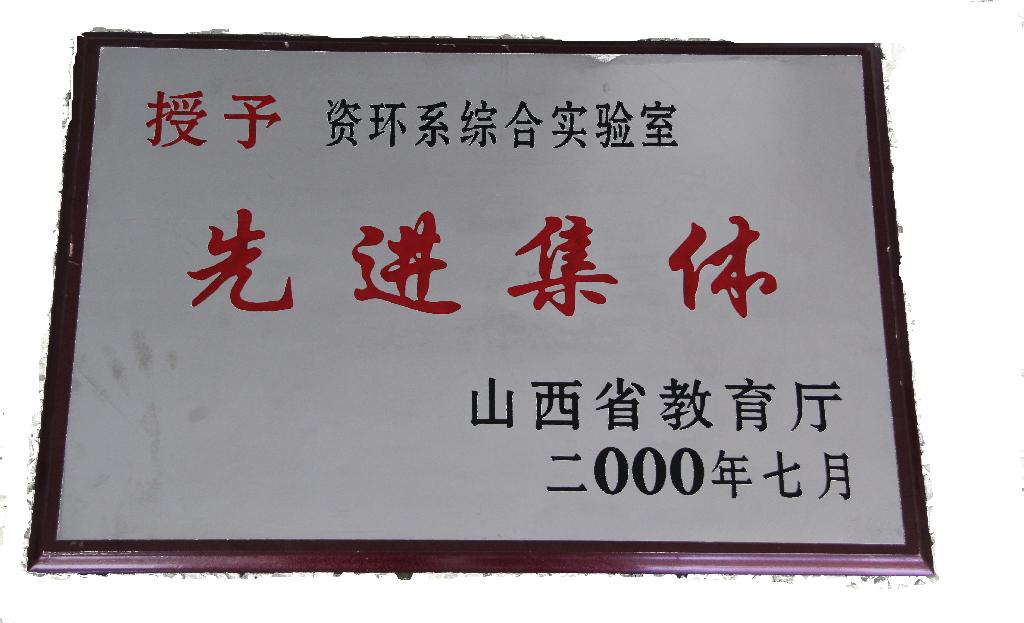 授予 资环系综合实验室
先进集体
山西省教育厅
二000年七月